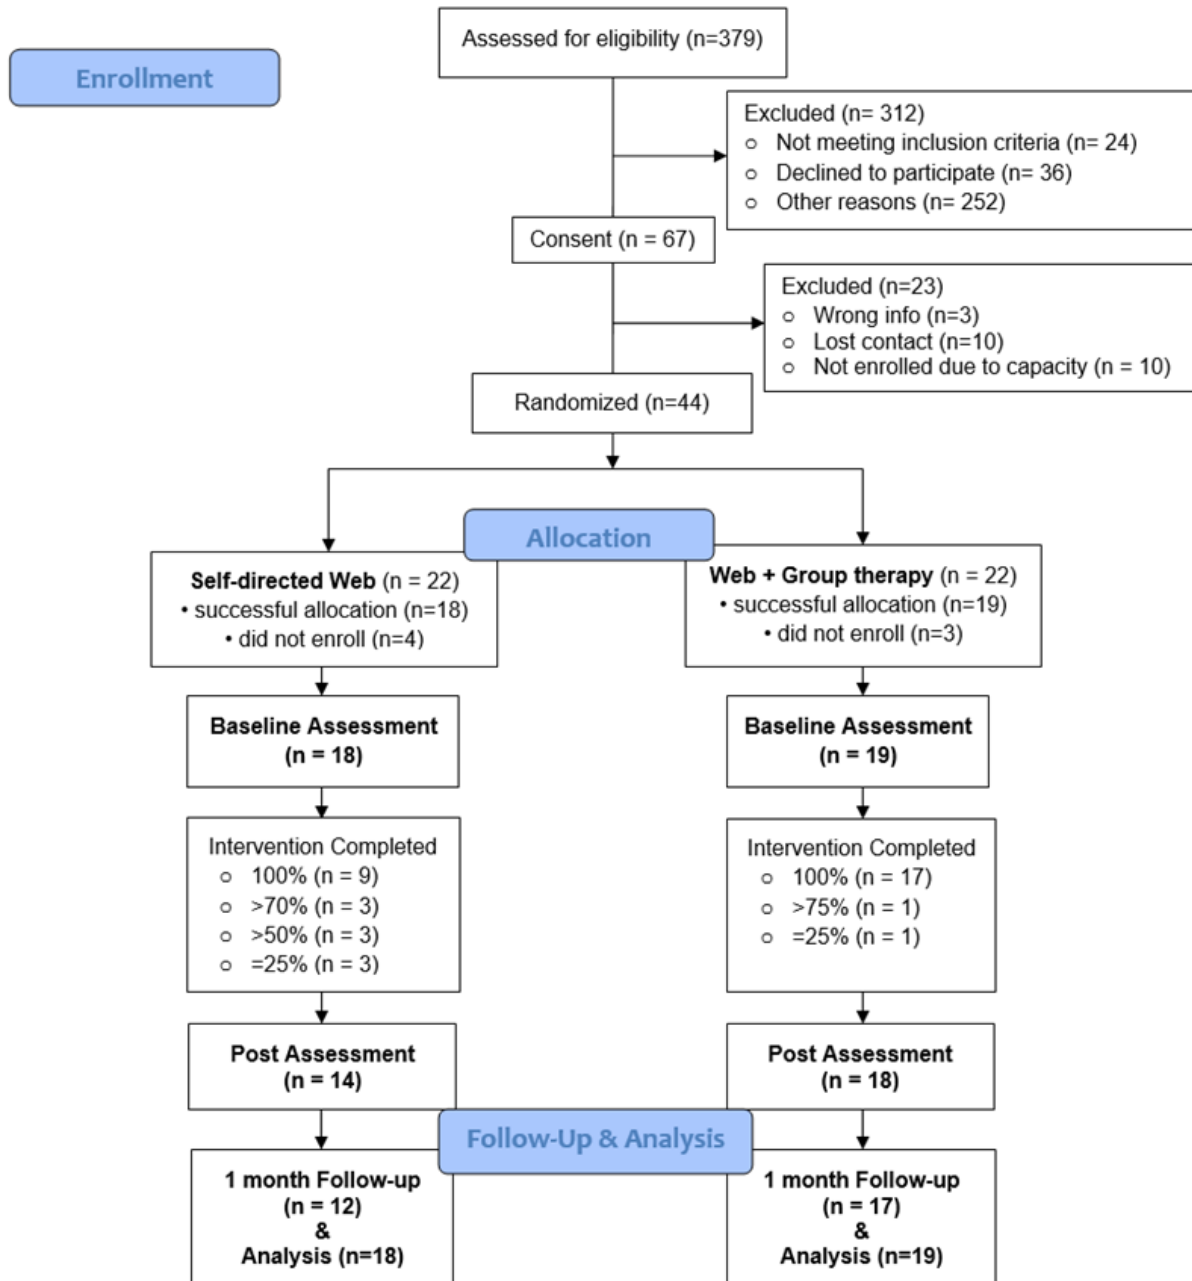 Assessed for eligibility (n=379)
Enrollment
Excluded (n= 312)
o Not meeting inclusion criteria (n= 24)
o Declined to participate (n= 36)
o Other reasons (n= 252)
Consent (n = 67)
Excluded (n=23)
o Wrong info (n=3)
o Lost contact (n=10)
o Not enrolled due to capacity (n = 10)
Randomized (n=44)
Allocation
Self-directed Web (n = 22)
• successful allocation (n=18)
• did not enroll (n=4)
Web + Group therapy (n = 22)
• successful allocation (n=19)
• did not enroll (n=3)
Baseline Assessment
(n = 18)
Baseline Assessment
(n = 19)
Intervention Completed
o 100% (n = 9)
o >70% (n = 3)
o >50% (n = 3)
o =25% (n = 3)
Intervention Completed
o 100% (n = 17)
o >75% (n = 1)
o =25% (n = 1)
Post Assessment
(n = 14)
Post Assessment
(n = 18)
Follow-Up & Analysis
1 month Follow-up
(n = 12)
&
Analysis (n=18)
1 month Follow-up
(n = 17)
&
Analysis (n=19)